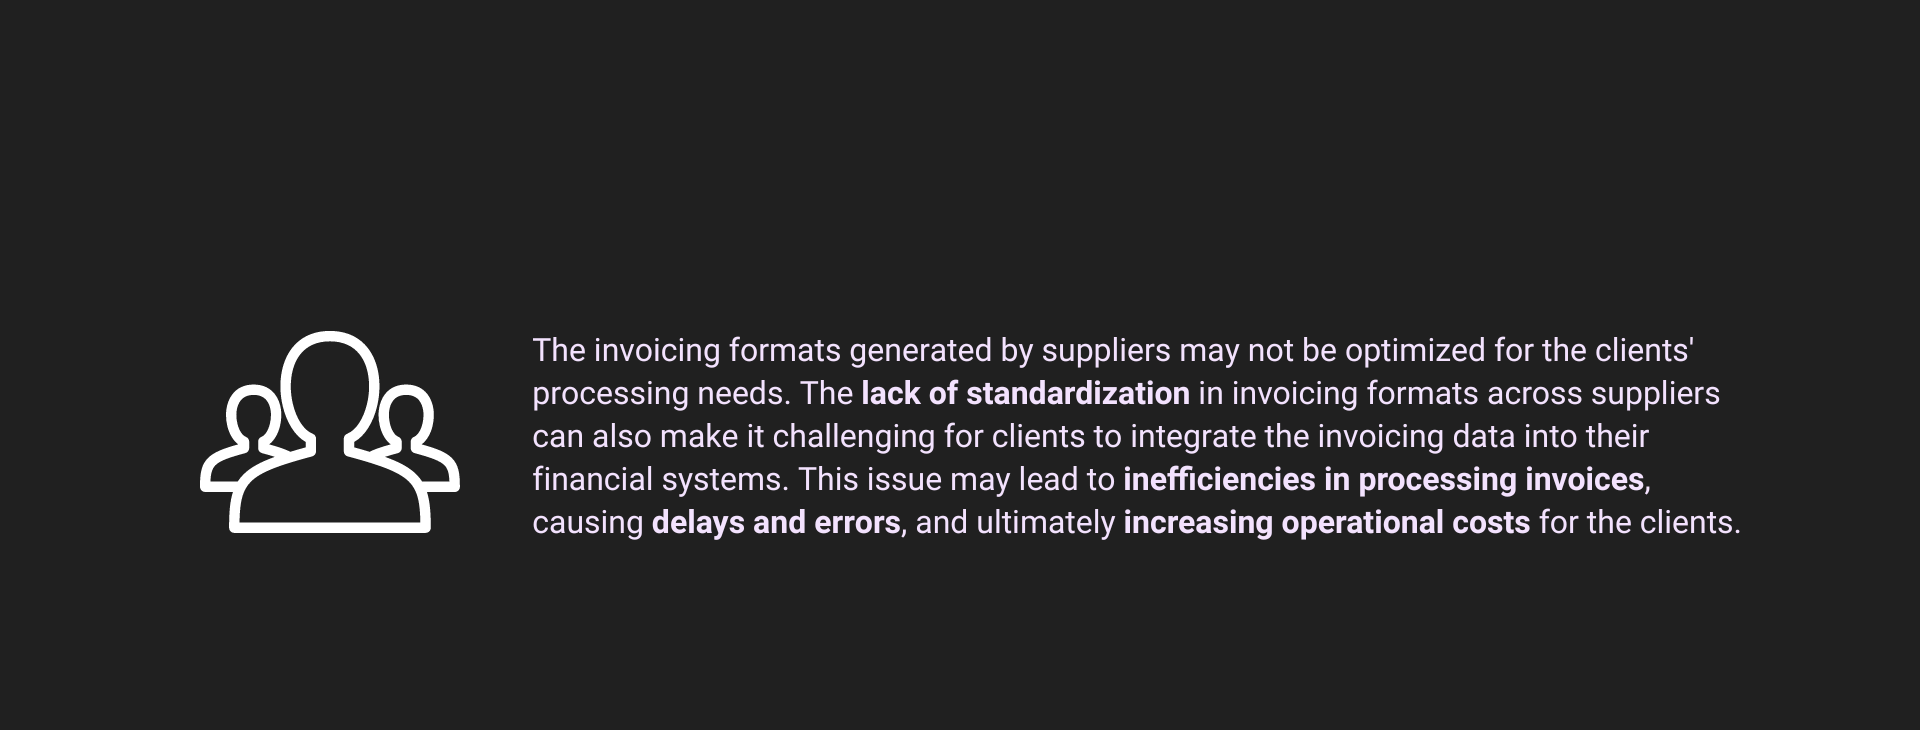 The invoicing formats generated by suppliers may not be optimized for the clients'
processing needs. The lack of standardization in invoicing formats across suppliers
can also make it challenging for clients to integrate the invoicing data into their
financial systems. This issue may lead to inefficiencies in processing invoices,
causing delays and errors, and ultimately increasing operational costs for the clients.